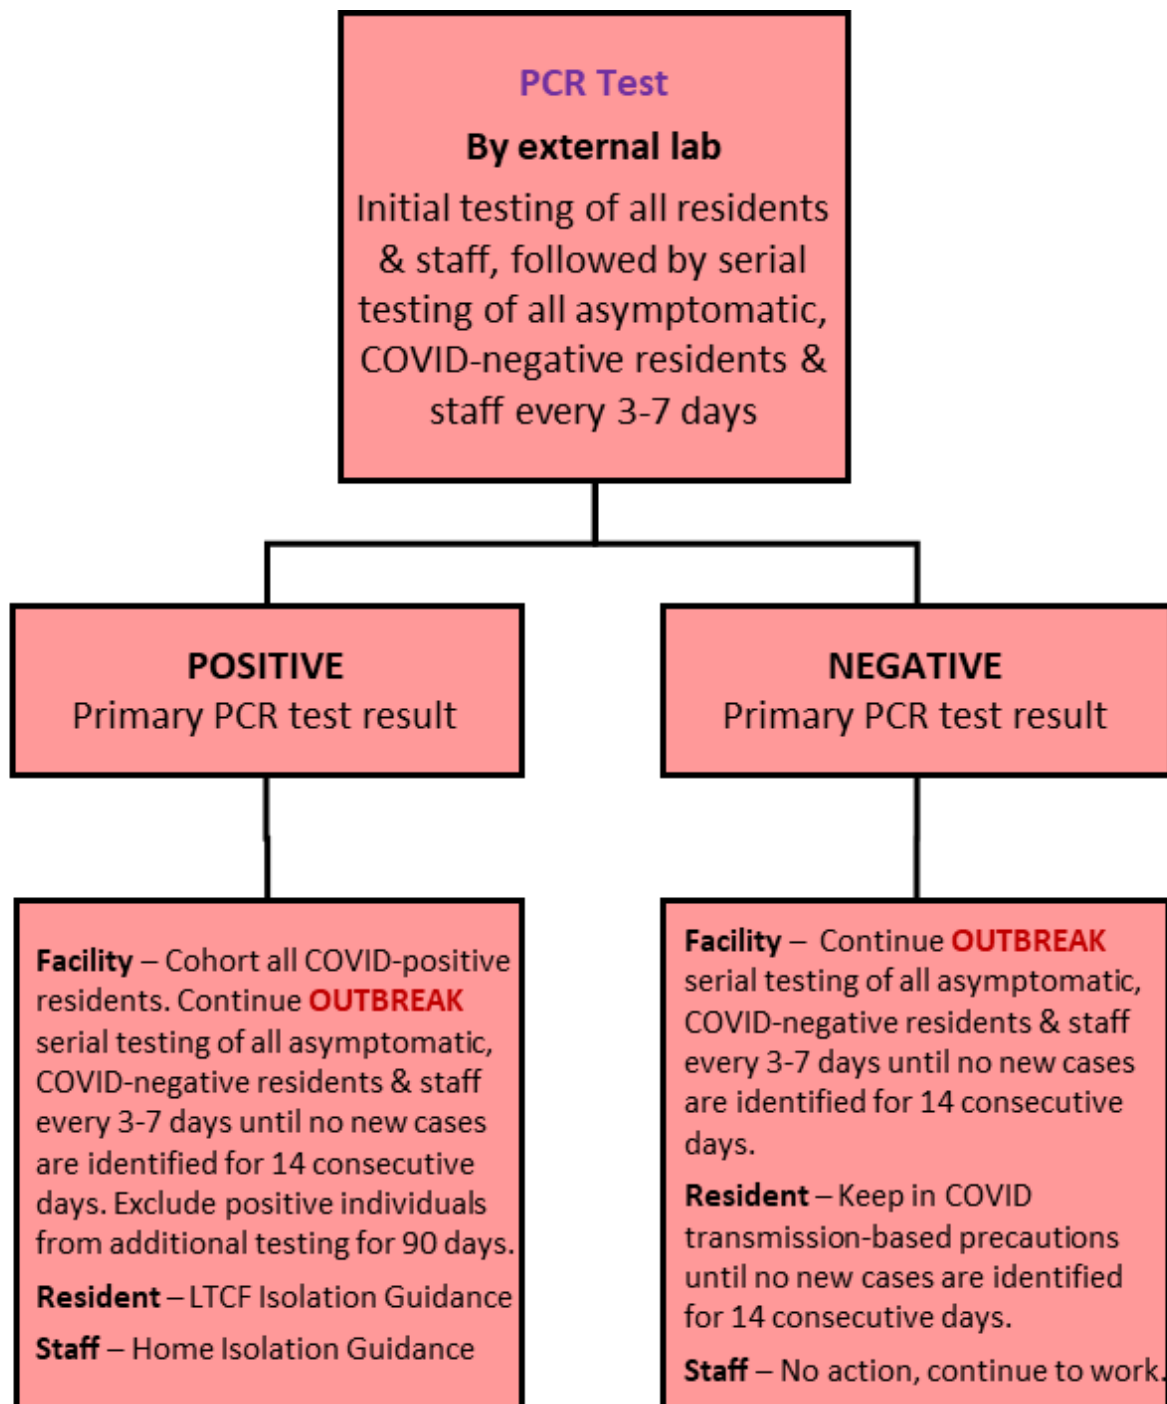 PCR Test
By external lab
Initial testing of all residents
& staff, followed by serial
testing of all asymptomatic,
COVID-negative residents &
staff every 3-7 days
POSITIVE
Primary PCR test result
NEGATIVE
Primary PCR test result
Facility – Cohort all COVID-positive
residents. Continue OUTBREAK
serial testing of all asymptomatic,
COVID-negative residents & staff
every 3-7 days until no new cases
are identified for 14 consecutive
days. Exclude positive individuals
from additional testing for 90 days.
Resident – LTCF Isolation Guidance
Staff – Home Isolation Guidance
Facility – Continue OUTBREAK
serial testing of all asymptomatic,
COVID-negative residents & staff
every 3-7 days until no new cases
are identified for 14 consecutive
days.
Resident – Keep in COVID
transmission-based precautions
until no new cases are identified
for 14 consecutive days.
Staff – No action, continue to work.